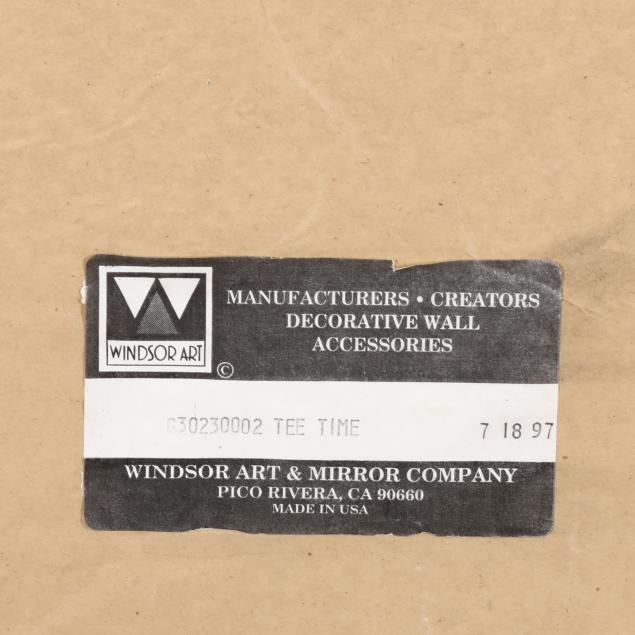 WINDSOR ART
©
MANUFACTURERS • CREATORS
DECORATIVE WALL
ACCESSORIES
G30230002 TEE TIME 7 18 97
WINDSOR ART & MIRROR COMPANY
PICO RIVERA, CA 90660
MADE IN USA